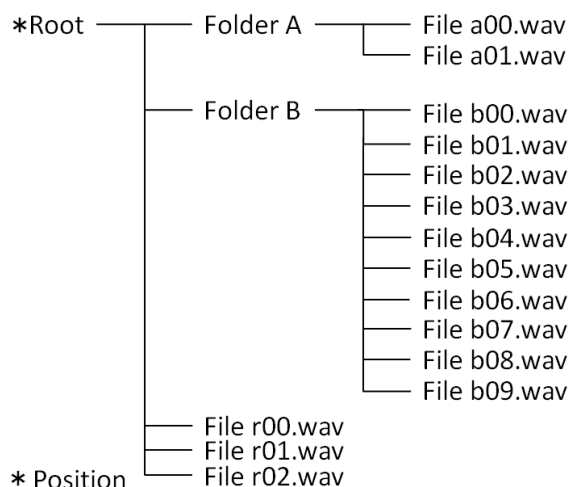 *Root Folder A File a00.wav
File a01.wav
Folder B File b00.wav
File b01.wav
File b02.wav
File b03.wav
File b04.wav
File b05.wav
File b06.wav
File b07.wav
File b08.wav
File b09.wav
File r00.wav
File r01.wav
* Position File r02.wav